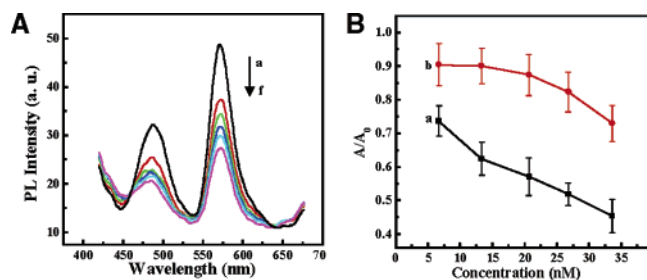 A
B
PL Intensity (a. u.)
50
40
30
20
10
a
f
400 450 500 550 600 650 70
Wavelength (nm)
A/A0
1.0
0.9
0.8
0.7
0.6
0.5
0.4
b
a
5 10 15 20 25 30 35
Concentration (nM)